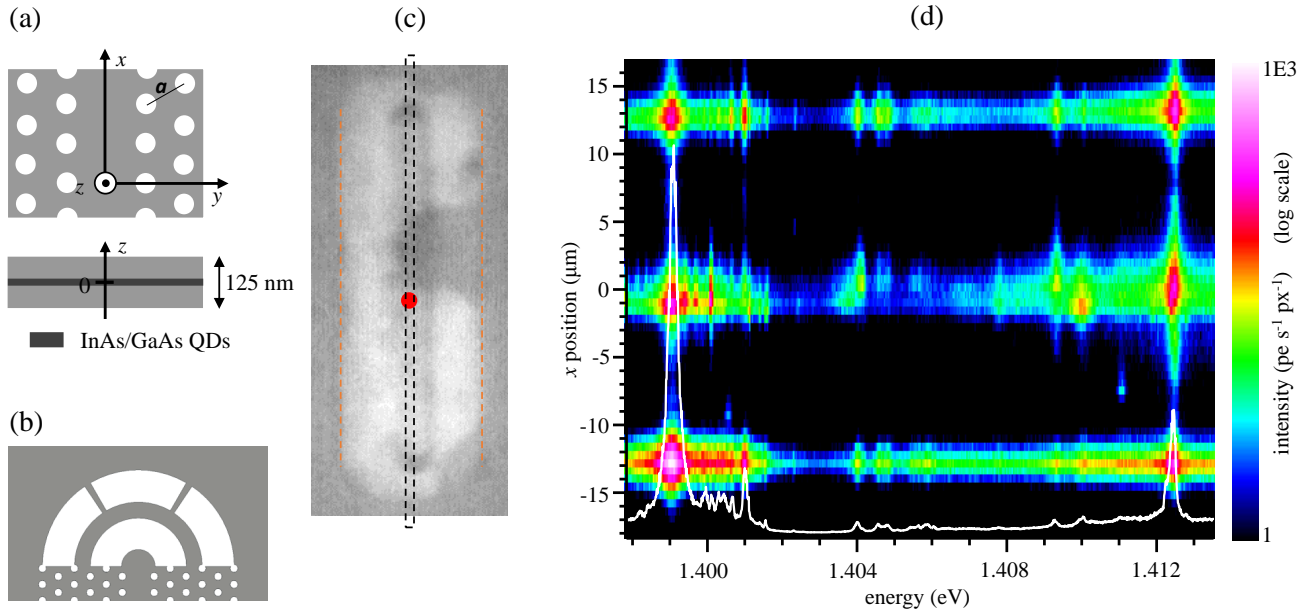 (a)
x
a
z
y
z
0
125 nm
InAs/GaAs QDs
(b)
(c)
(d)
15
10
5
0
-5
-10
-15
x position (μm)
1.400
1.404
1.408
1.412
energy (eV)
1E3
1
intensity (pe s⁻¹ px⁻¹) (log scale)